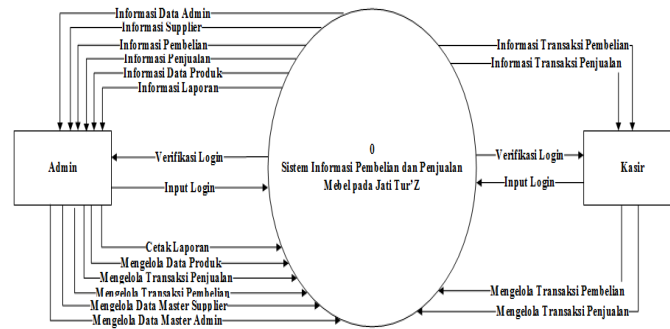 Informasi Data Admin
Informasi Supplier
Informasi Pembelian
Informasi Penjualan
Informasi Data Produk
Informasi Laporan
Informasi Transaksi Pembelian
Informasi Transaksi Penjualan
Admin
Verifikasi Login
Input Login
0
Sistem Informasi Pembelian dan Penjualan
Mebel pada Jati Tur'Z
Verifikasi Login
Input Login
Kasir
Cetak Laporan
Mengelola Data Produk
Mengelola Transaksi Penjualan
Mengelola Transaksi Pembelian
Mengelola Data Master Supplier
Mengelola Data Master Admin
Mengelola Transaksi Pembelian
Mengelola Transaksi Penjualan